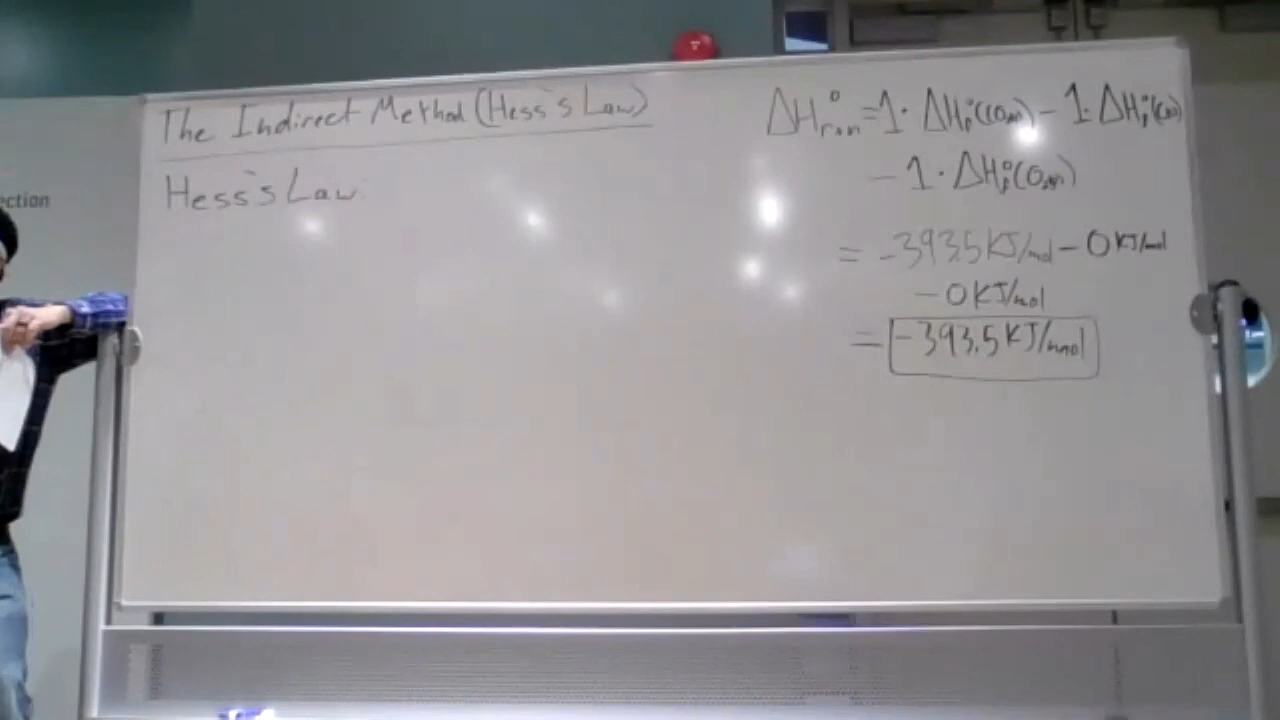 The Indirect Method (Hess's Law)
Hess's Law:
ΔH°rxn = 1·ΔH°f(CO2(g)) - 1·ΔH°f(C(s))
- 1·ΔH°f(O2(g))
= -393.5 KJ/mol - 0 KJ/mol
- 0 KJ/mol
= -393.5 KJ/mol
ection